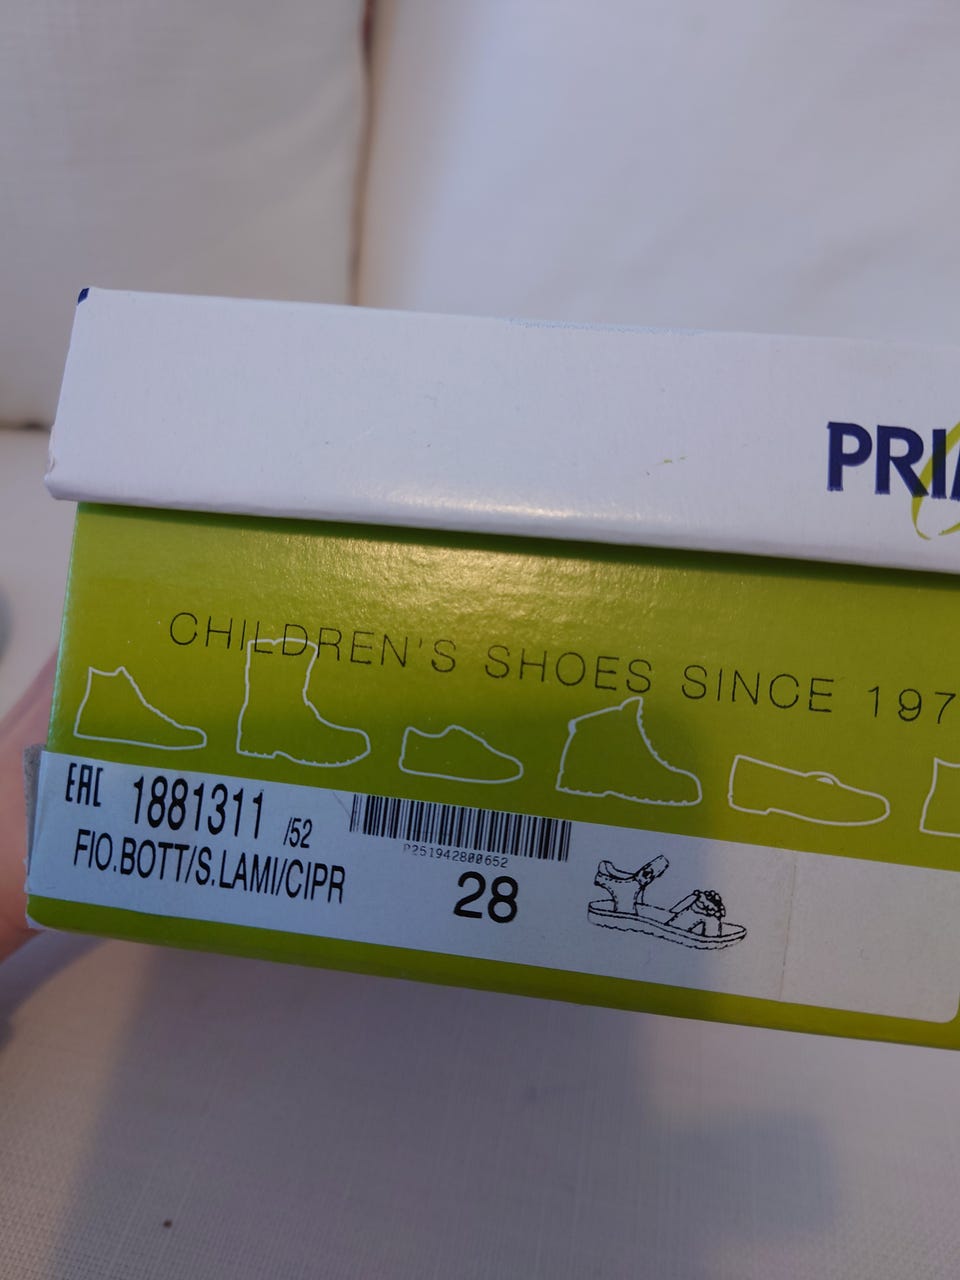 PRI
CHILDREN'S SHOES SINCE 197
EAC 1881311 /52
FIO.BOTT/S.LAMI/CIPR
P251942800652
28